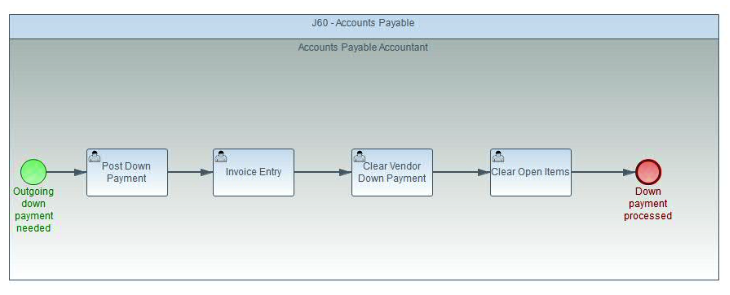 J60 - Accounts Payable
Accounts Payable Accountant
Outgoing
down
payment
needed
Post Down
Payment
Invoice Entry
Clear Vendor
Down Payment
Clear Open Items
Down
payment
processed